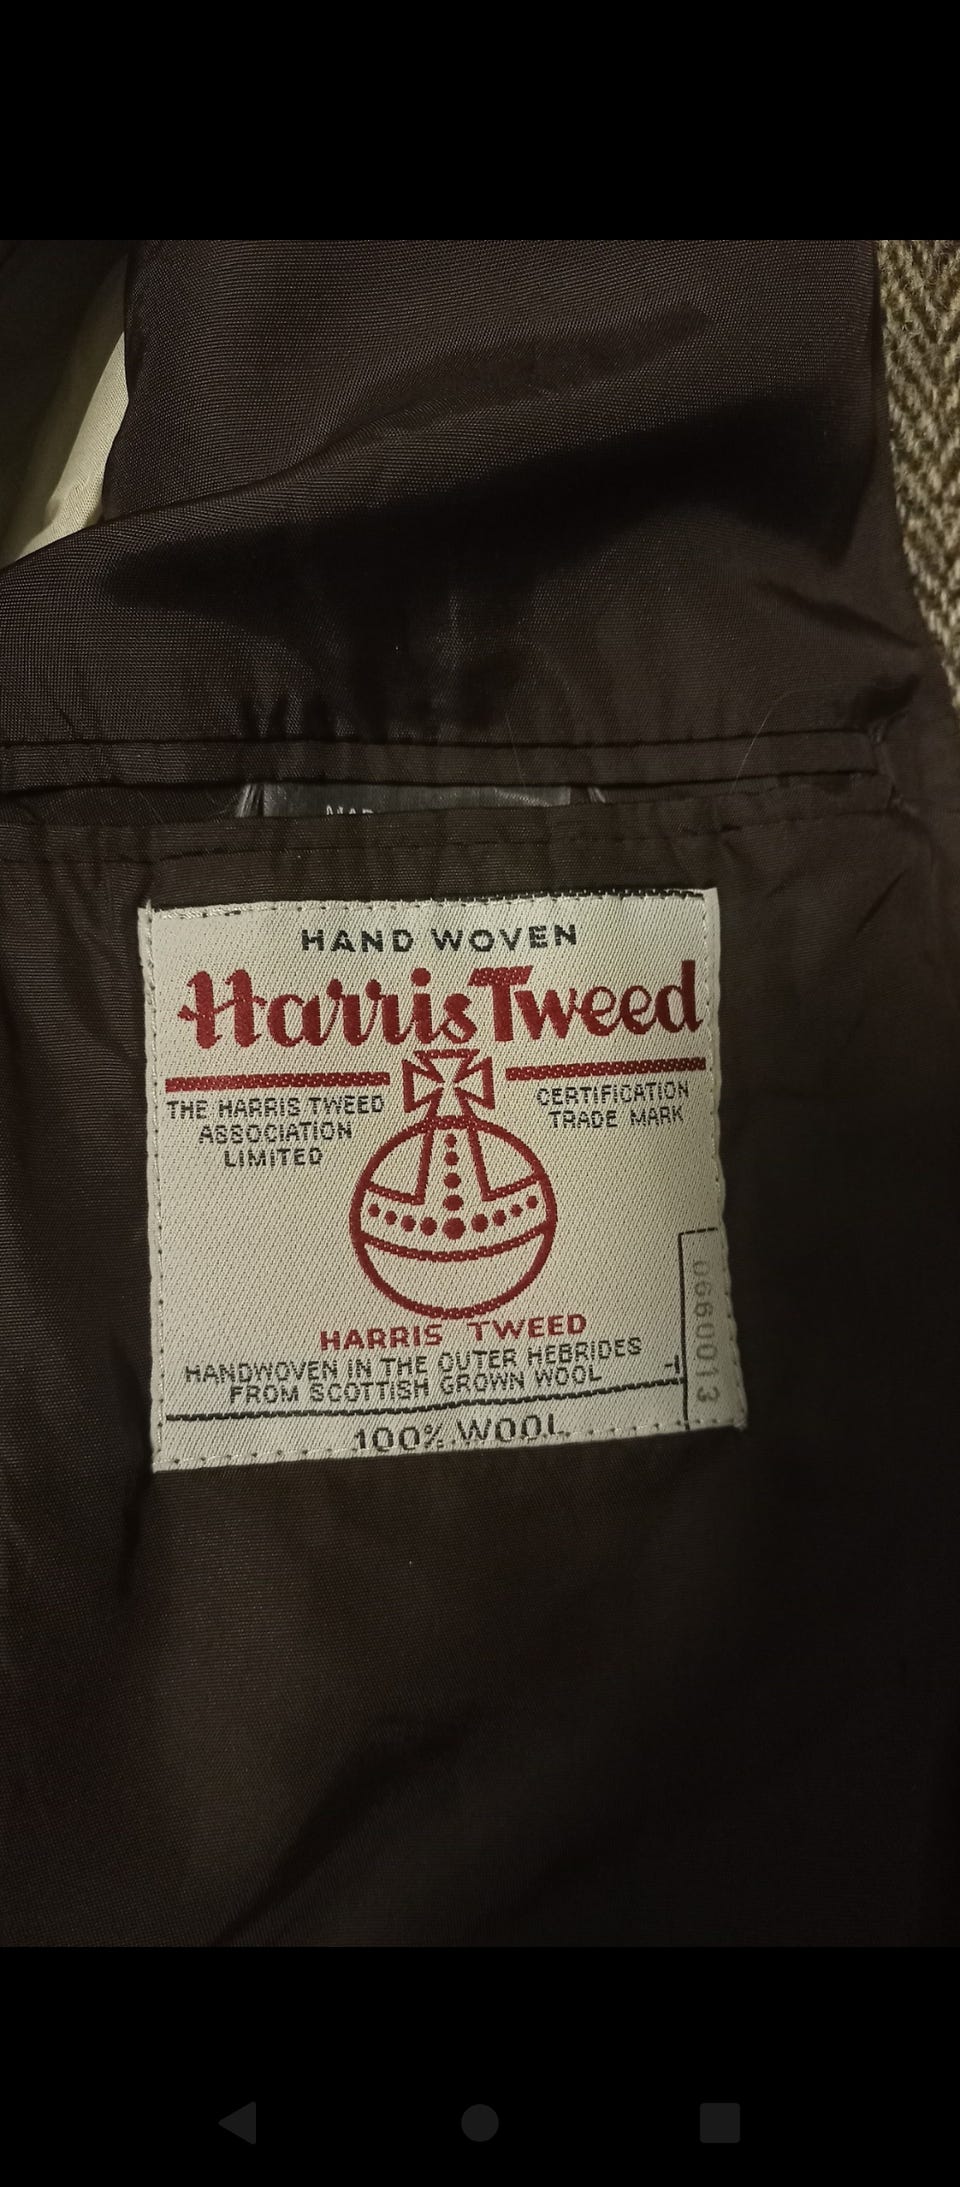 HAND WOVEN
Harris Tweed
THE HARRIS TWEED
ASSOCIATION
LIMITED
CERTIFICATION
TRADE MARK
HARRIS TWEED
HANDWOVEN IN THE OUTER HEBRIDES
FROM SCOTTISH GROWN WOOL
100% WOOL
0660013